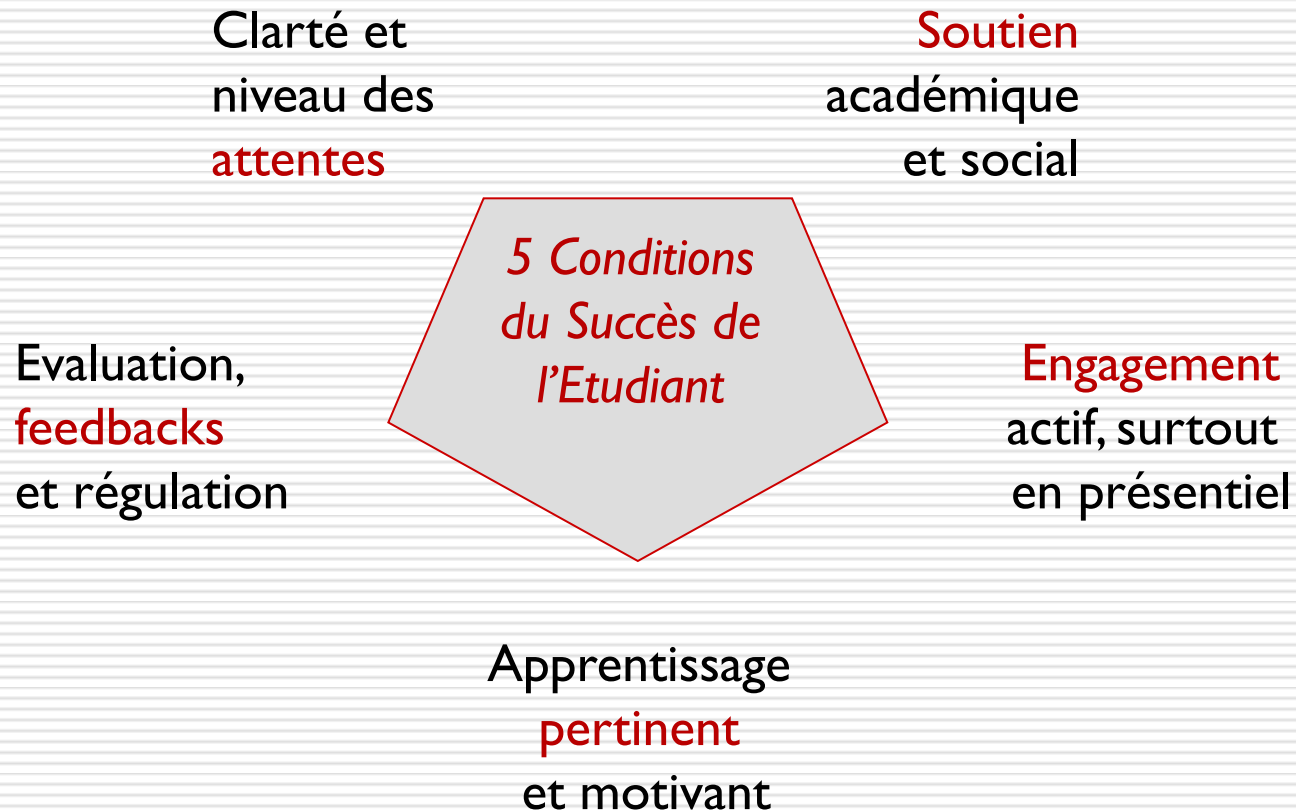 Clarté et
niveau des
attentes
Soutien
académique
et social
5 Conditions
du Succès de
l’Etudiant
Evaluation,
feedbacks
et régulation
Engagement
actif, surtout
en présentiel
Apprentissage
pertinent
et motivant